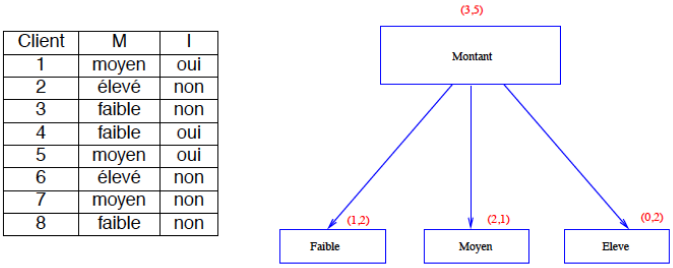 Client M I
1 moyen oui
2 élevé non
3 faible non
4 faible oui
5 moyen oui
6 élevé non
7 moyen non
8 faible non
(3,5)
Montant
(1,2)
(2,1)
(0,2)
Faible
Moyen
Eleve